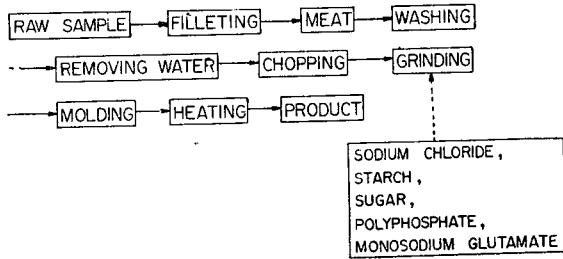 RAW SAMPLE FILLETING MEAT WASHING
REMOVING WATER CHOPPING GRINDING
MOLDING HEATING PRODUCT
SODIUM CHLORIDE,
STARCH,
SUGAR,
POLYPHOSPHATE,
MONOSODIUM GLUTAMATE